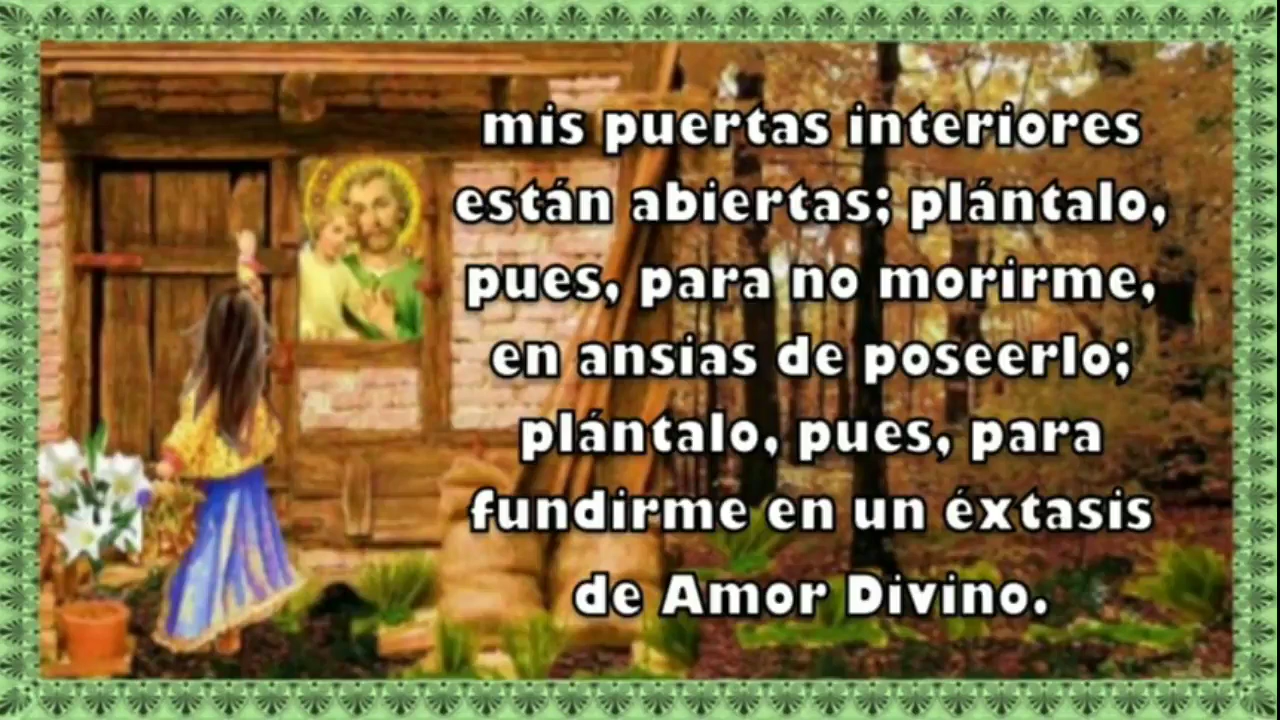 mis puertas interiores
están abiertas; plántalo,
pues, para no morirme,
en ansias de poseerlo;
plántalo, pues, para
fundirme en un éxtasis
de Amor Divino.